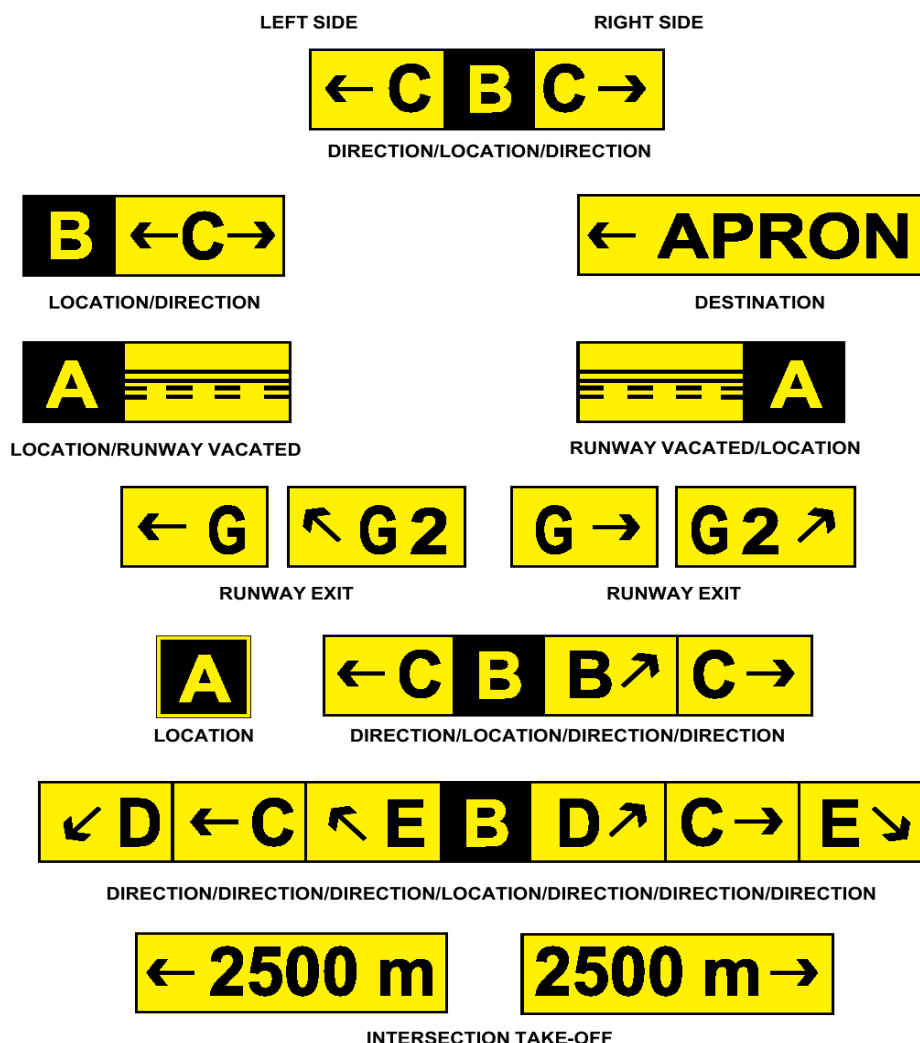 LEFT SIDE RIGHT SIDE
← C B C →
DIRECTION/LOCATION/DIRECTION
B ←C→ ← APRON
LOCATION/DIRECTION DESTINATION
A A
LOCATION/RUNWAY VACATED RUNWAY VACATED/LOCATION
← G ↖ G2 G → G2 ↗
RUNWAY EXIT RUNWAY EXIT
A ← C B B ↗ C →
LOCATION DIRECTION/LOCATION/DIRECTION/DIRECTION
↙ D ← C ↖ E B D ↗ C → E ↘
DIRECTION/DIRECTION/DIRECTION/LOCATION/DIRECTION/DIRECTION/DIRECTION
← 2500 m 2500 m →
INTERSECTION TAKE-OFF